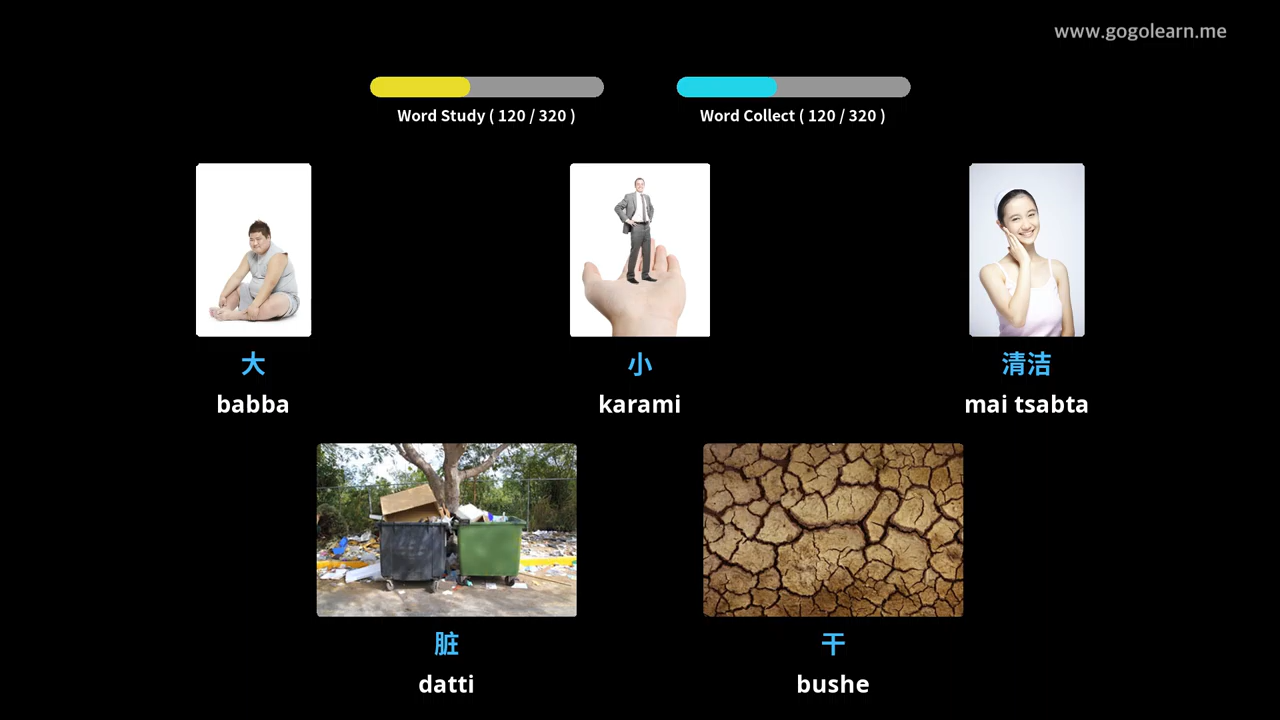 www.gogolearn.me
Word Study ( 120 / 320 )
Word Collect ( 120 / 320 )
大
小
清洁
babba
karami
mai tsabta
脏
干
datti
bushe